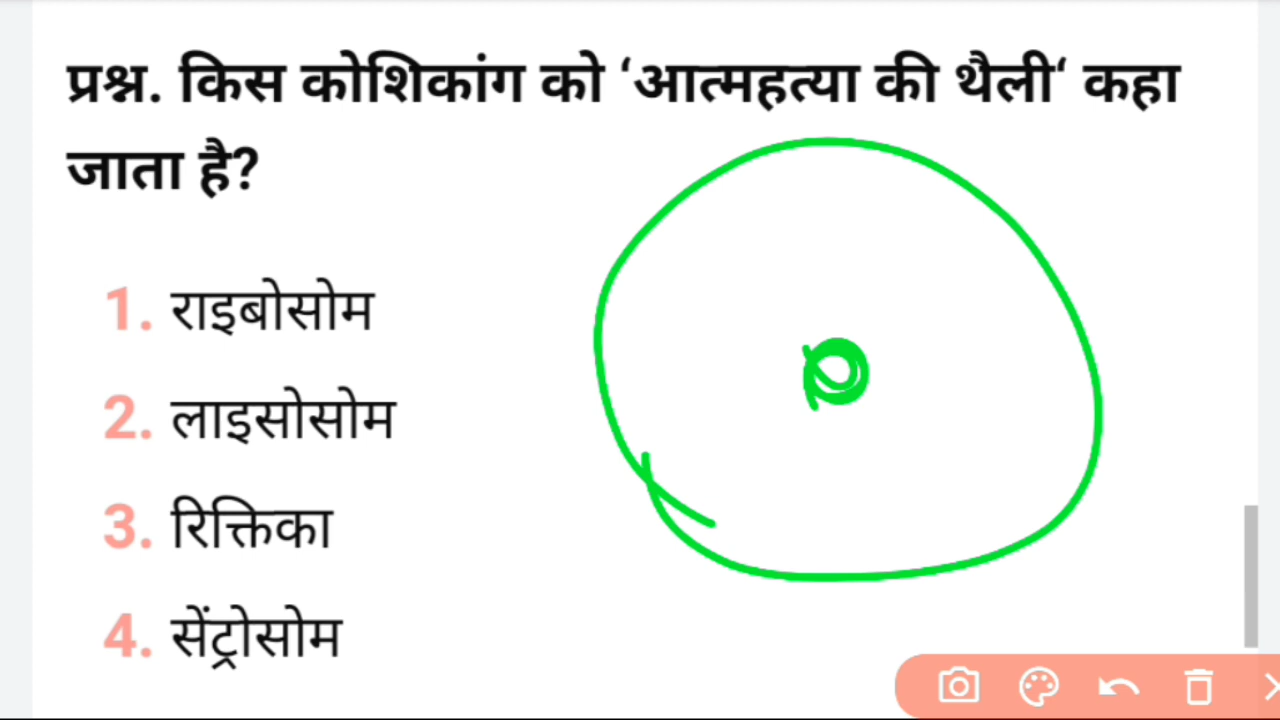 प्रश्न. किस कोशिकांग को ‘आत्महत्या की थैली‘ कहा
जाता है?
1. राइबोसोम
2. लाइसोसोम
3. रिक्तिका
4. सेंट्रोसोम